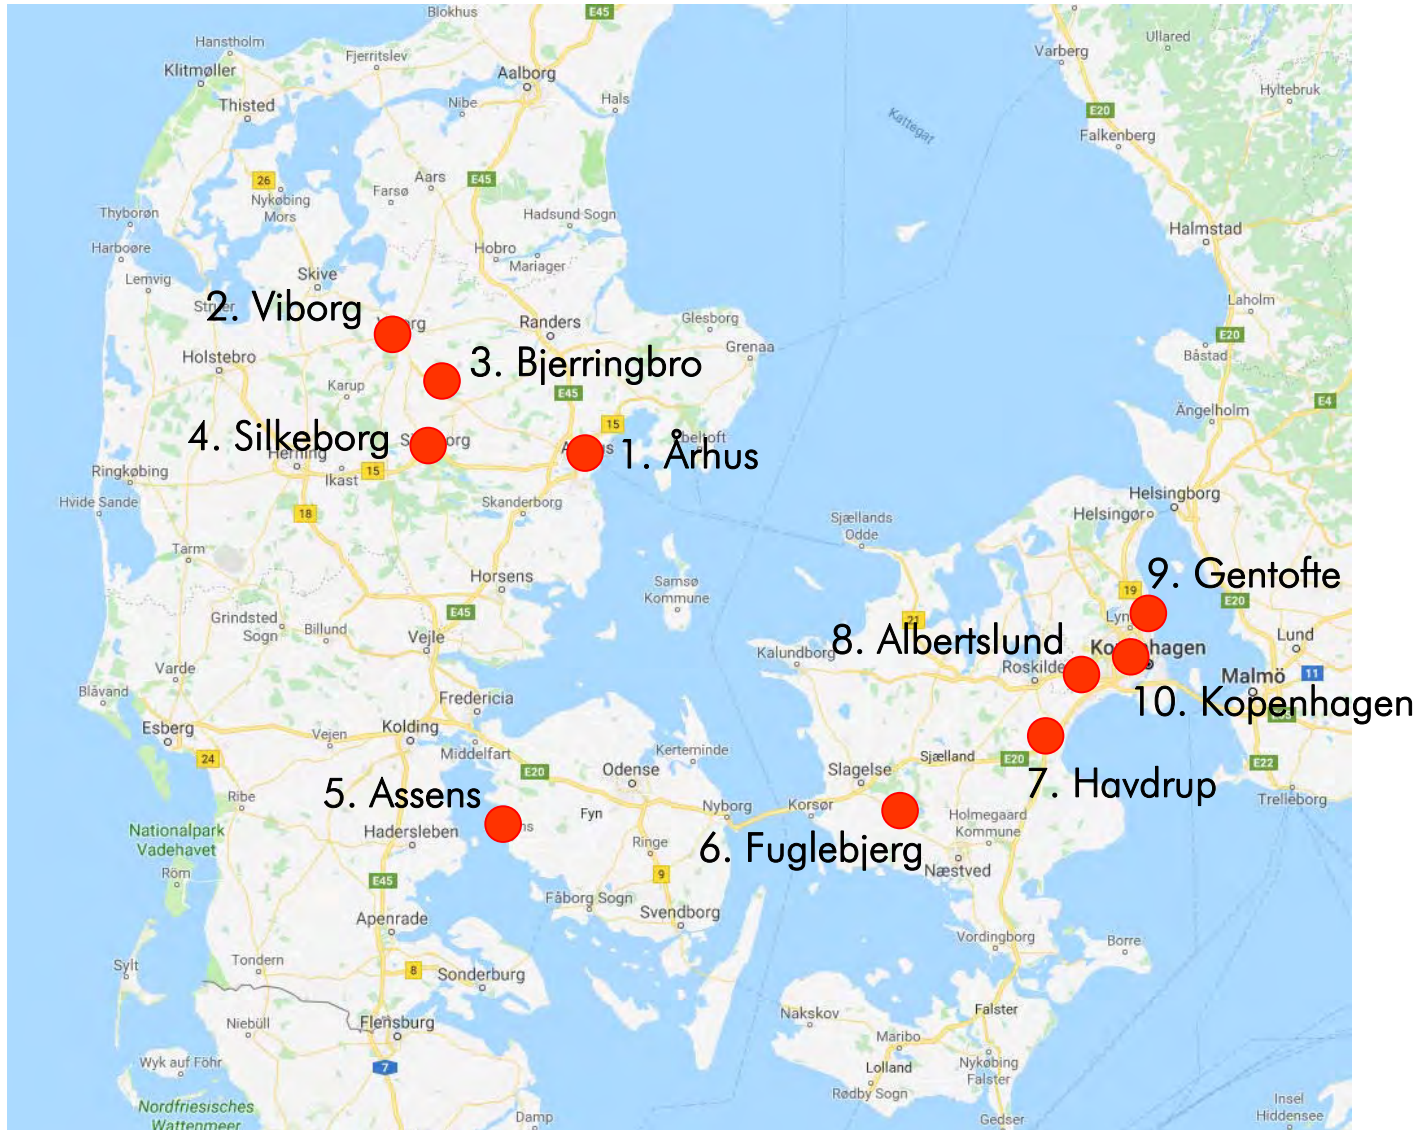 Blokhus
E45
Hanstholm
Fjerritslev
Klitmøller
Aalborg
Thisted
Nibe
Hals
Kattegat
Varberg
Ullared
Hyltebruk
E20
Falkenberg
26
Nykøbing
Mors
Farsø
Aars
E45
Hadsund Sogn
Thyborøn
Harboøre
Hobro
Mariager
Halmstad
Lemvig
Skive
Struer
2. Viborg
Randers
Glesborg
Grenaa
Laholm
E20
Båstad
Holstebro
3. Bjerringbro
Karup
E45
15
E4
Ängelholm
4. Silkeborg
Herning
1. Århus
Ringkøbing
Ikast
15
Hvide Sande
18
Skanderborg
Helsingborg
Helsingør
Sjællands
Odde
Tarm
Horsens
Samsø
Kommune
9. Gentofte
19
E20
Grindsted
Sogn
Billund
E45
Vejle
21
8. Albertslund
Lund
Kalundborg
Roskilde
Varde
Malmö
11
Blåvand
Fredericia
10. Kopenhagen
Esberg
Vejen
Kolding
Middelfart
Kerteminde
24
E20
Odense
Slagelse
Sjælland
E20
E22
Ribe
5. Assens
Fyn
Nyborg
Korsør
7. Havdrup
Trelleborg
Nationalpark
Vadehavet
Hadersleben
Ringe
Holmegaard
Kommune
6. Fuglebjerg
Næstved
Röm
E45
9
Fåborg Sogn
Svendborg
Apenrade
Vordingborg
Borre
Sylt
Tondern
8
Sonderburg
Niebüll
Flensburg
Nakskov
Falster
Maribo
Wyk auf Föhr
7
Lolland
Nykøbing
Falster
Rødby Sogn
Nordfriesisches
Wattenmeer
Damp
Gedser
Insel
Hiddensee